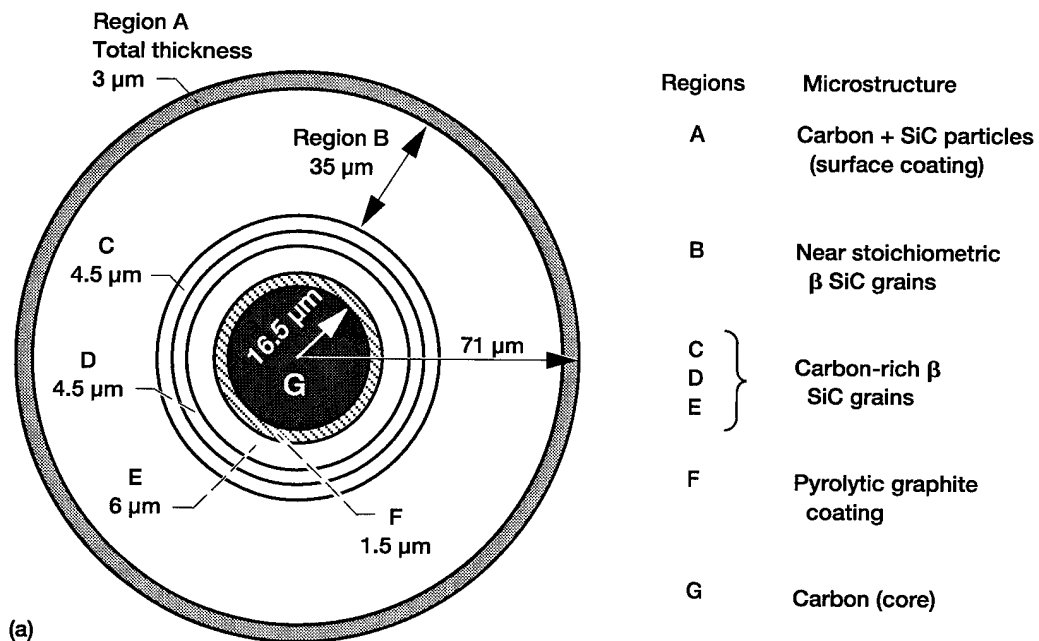 Region A
Total thickness
3 µm
Region B
35 µm
C
4.5 µm
16.5 µm
71 µm
G
D
4.5 µm
E
6 µm
F
1.5 µm
(a)
Regions Microstructure
A Carbon + SiC particles
(surface coating)
B Near stoichiometric
β SiC grains
C
D Carbon-rich β
E SiC grains
F Pyrolytic graphite
coating
G Carbon (core)